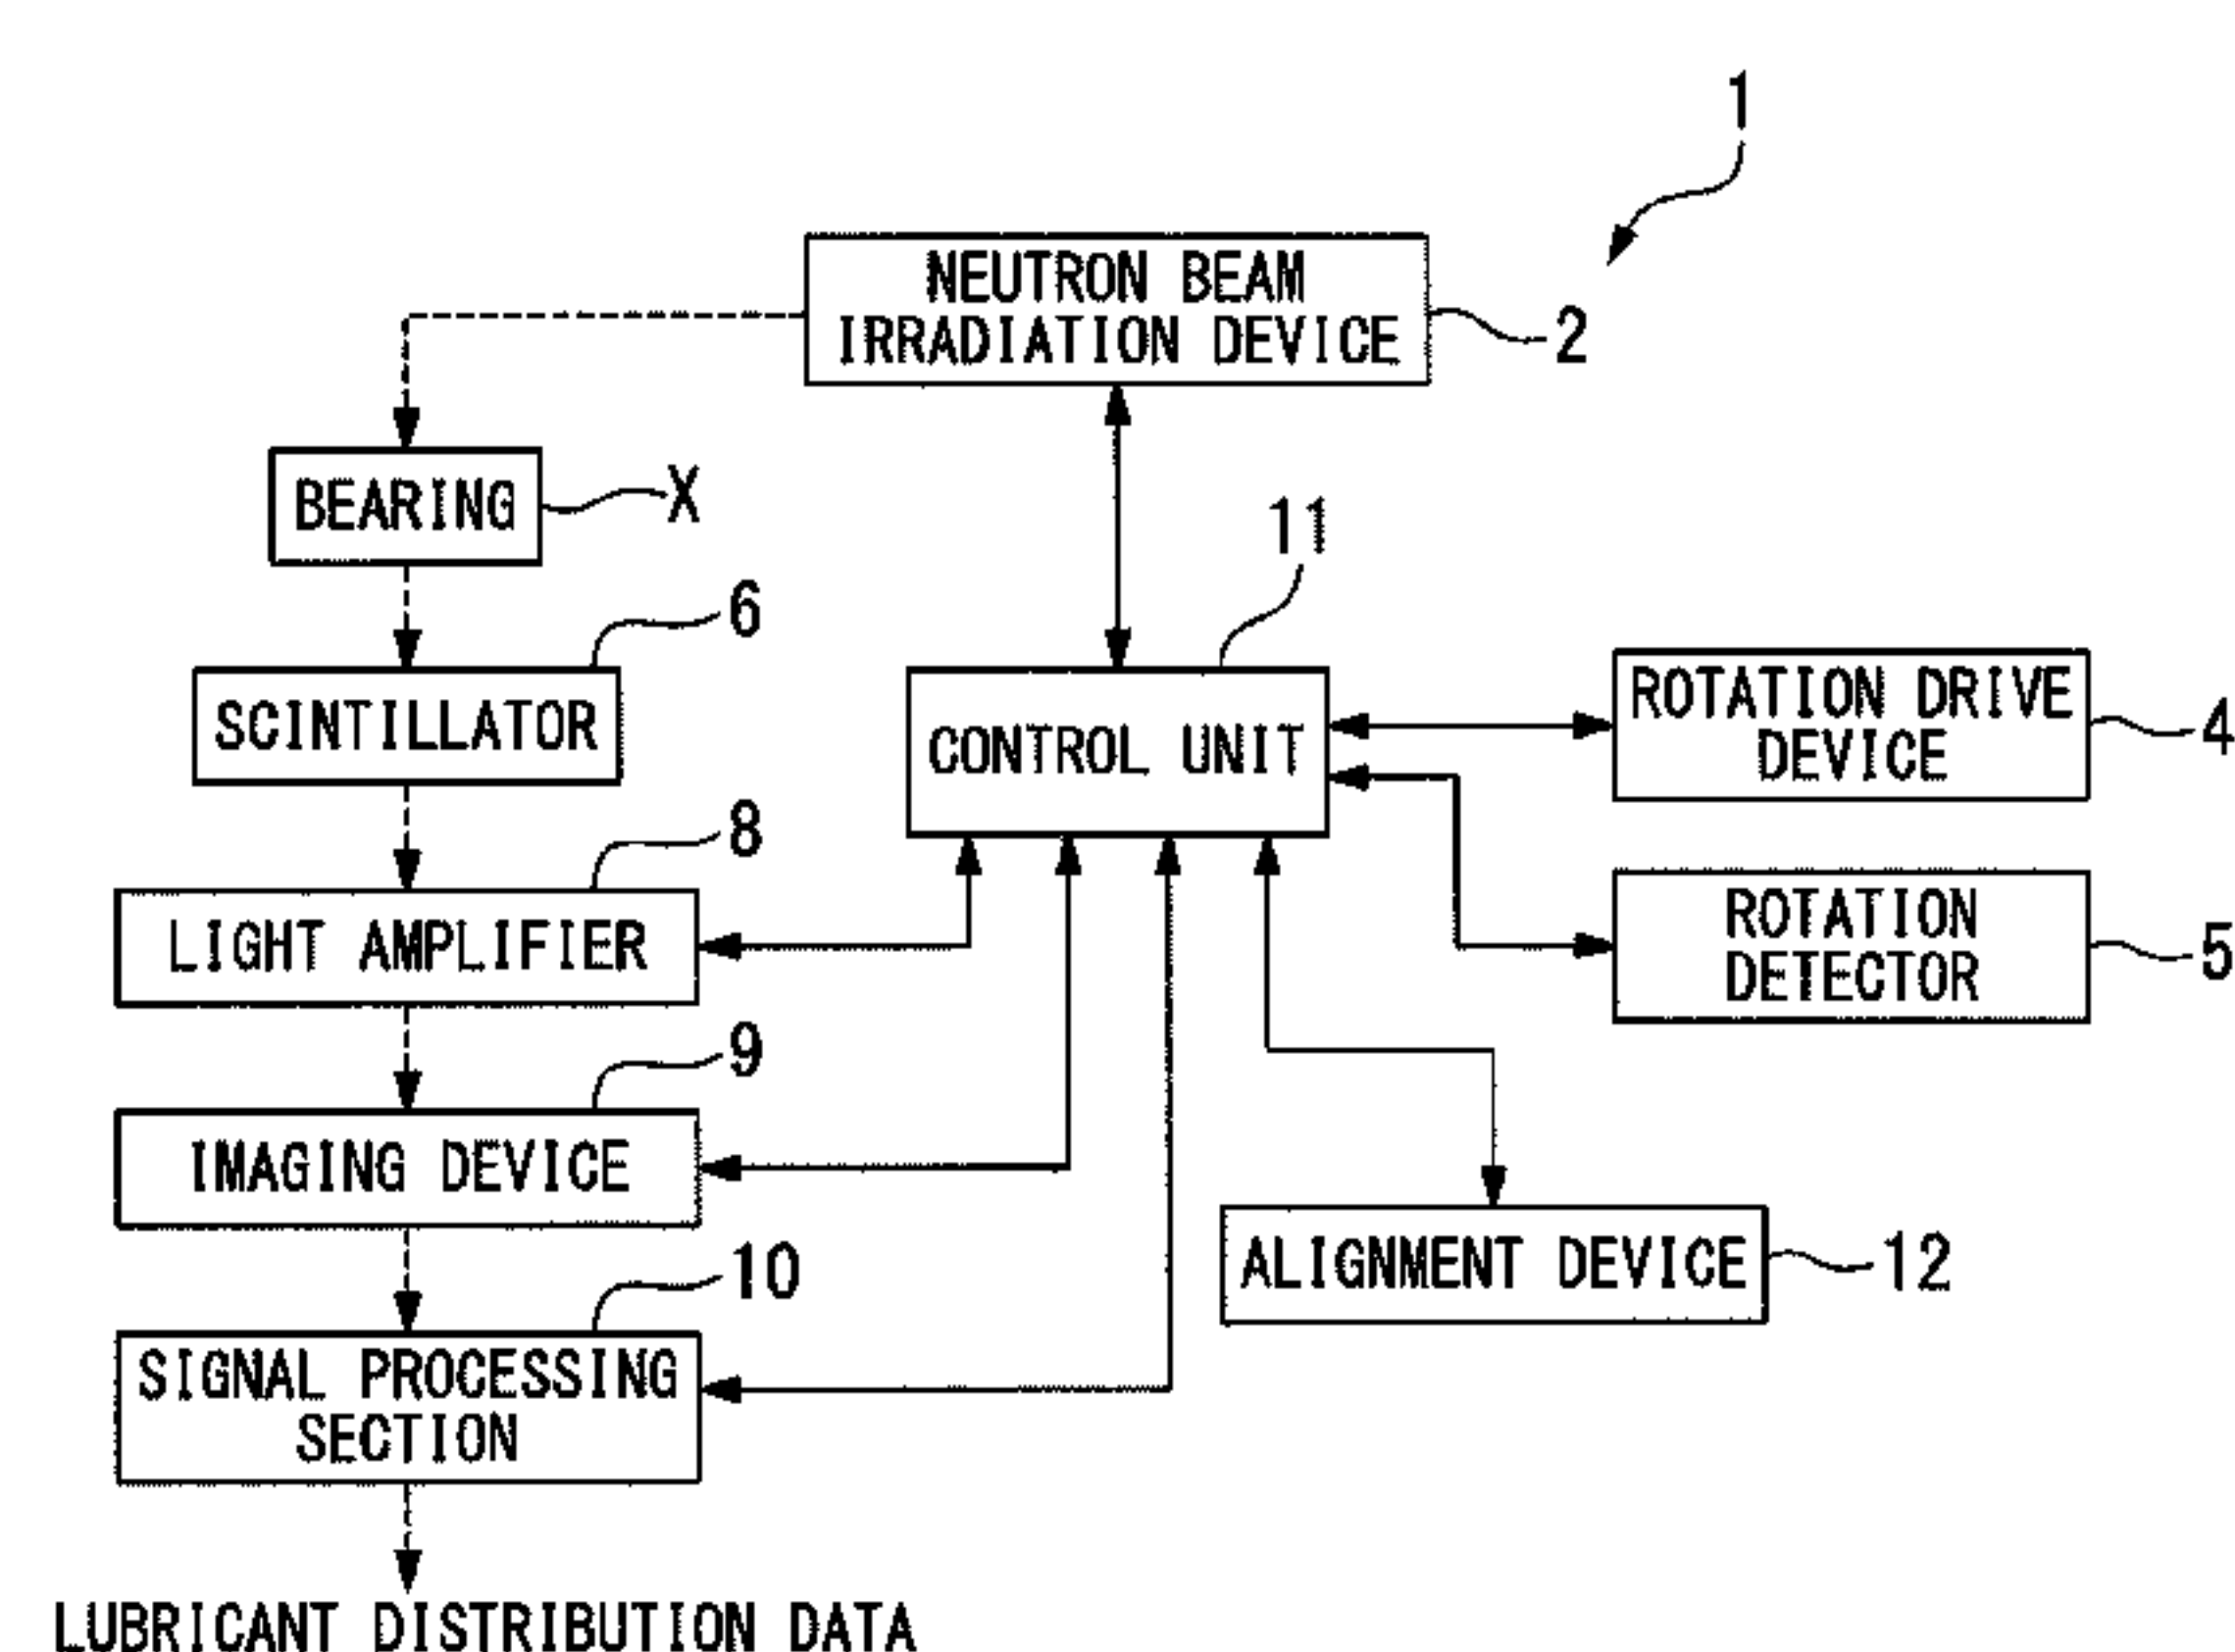 1
NEUTRON BEAM
IRRADIATION DEVICE
2
BEARING
X
11
6
SCINTILLATOR
CONTROL UNIT
ROTATION DRIVE
DEVICE
4
8
LIGHT AMPLIFIER
ROTATION
DETECTOR
5
9
IMAGING DEVICE
ALIGNMENT DEVICE
12
10
SIGNAL PROCESSING
SECTION
LUBRICANT DISTRIBUTION DATA